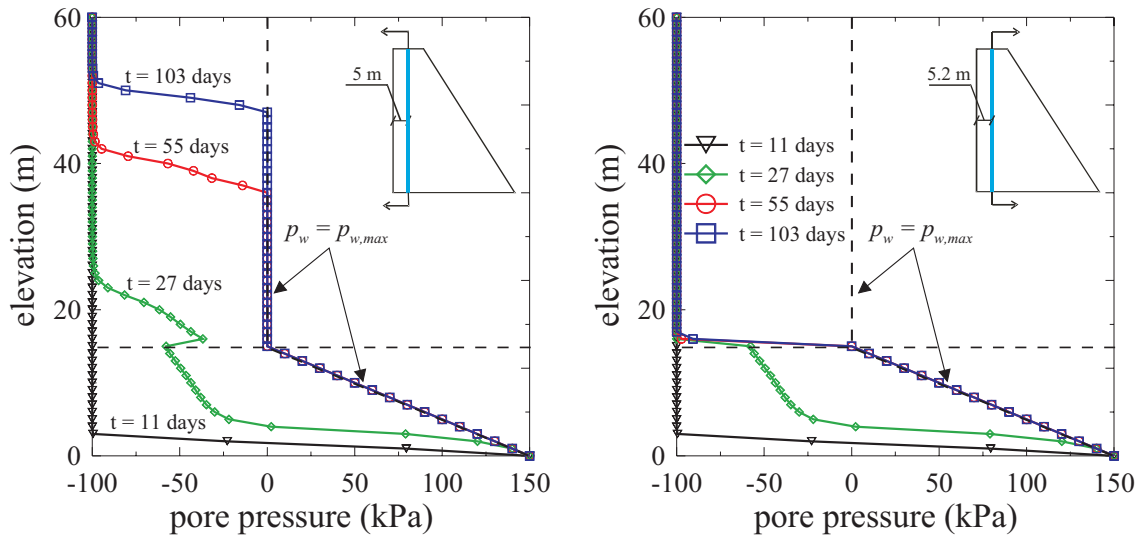 60
t = 103 days
5 m
t = 55 days
40
p_w = p_w,max
t = 27 days
20
t = 11 days
0
-100 -50 0 50 100 150
elevation (m)
pore pressure (kPa)
60
5.2 m
t = 11 days
t = 27 days
t = 55 days
t = 103 days
40
p_w = p_w,max
20
0
-100 -50 0 50 100 150
elevation (m)
pore pressure (kPa)